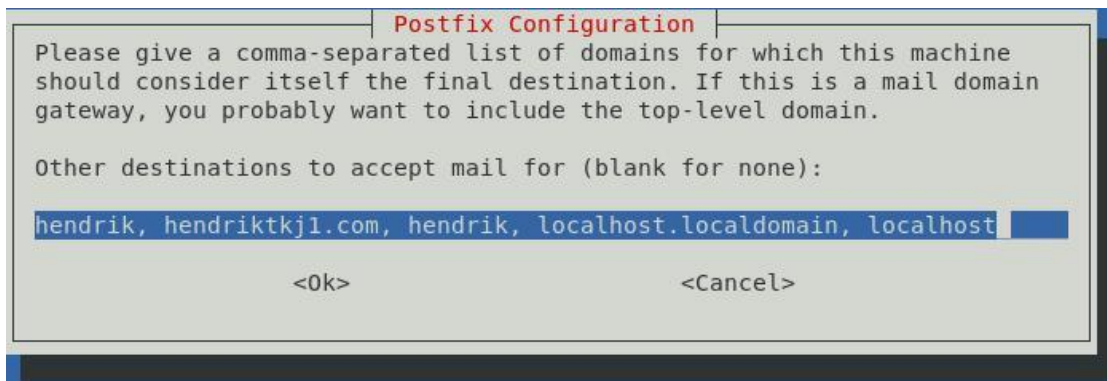 Postfix Configuration
Please give a comma-separated list of domains for which this machine
should consider itself the final destination. If this is a mail domain
gateway, you probably want to include the top-level domain.
Other destinations to accept mail for (blank for none):
hendrik, hendriktkj1.com, hendrik, localhost.localdomain, localhost
<Ok> <Cancel>